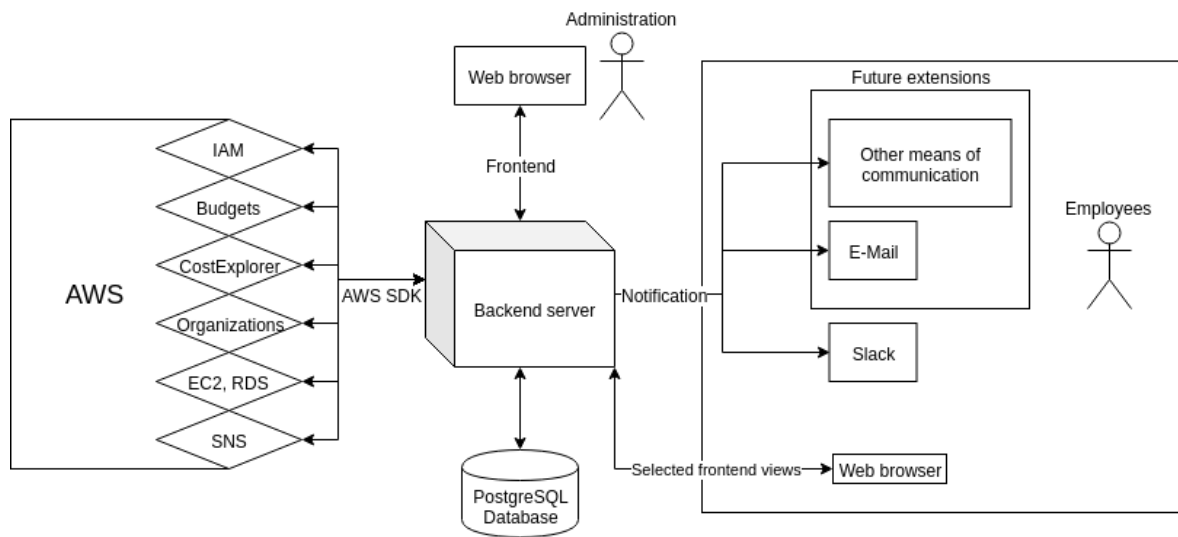 Administration
Web browser
Frontend
AWS
IAM
Budgets
CostExplorer
Organizations
EC2, RDS
SNS
AWS SDK
Backend server
PostgreSQL
Database
Notification
Selected frontend views
Future extensions
Other means of
communication
E-Mail
Slack
Web browser
Employees